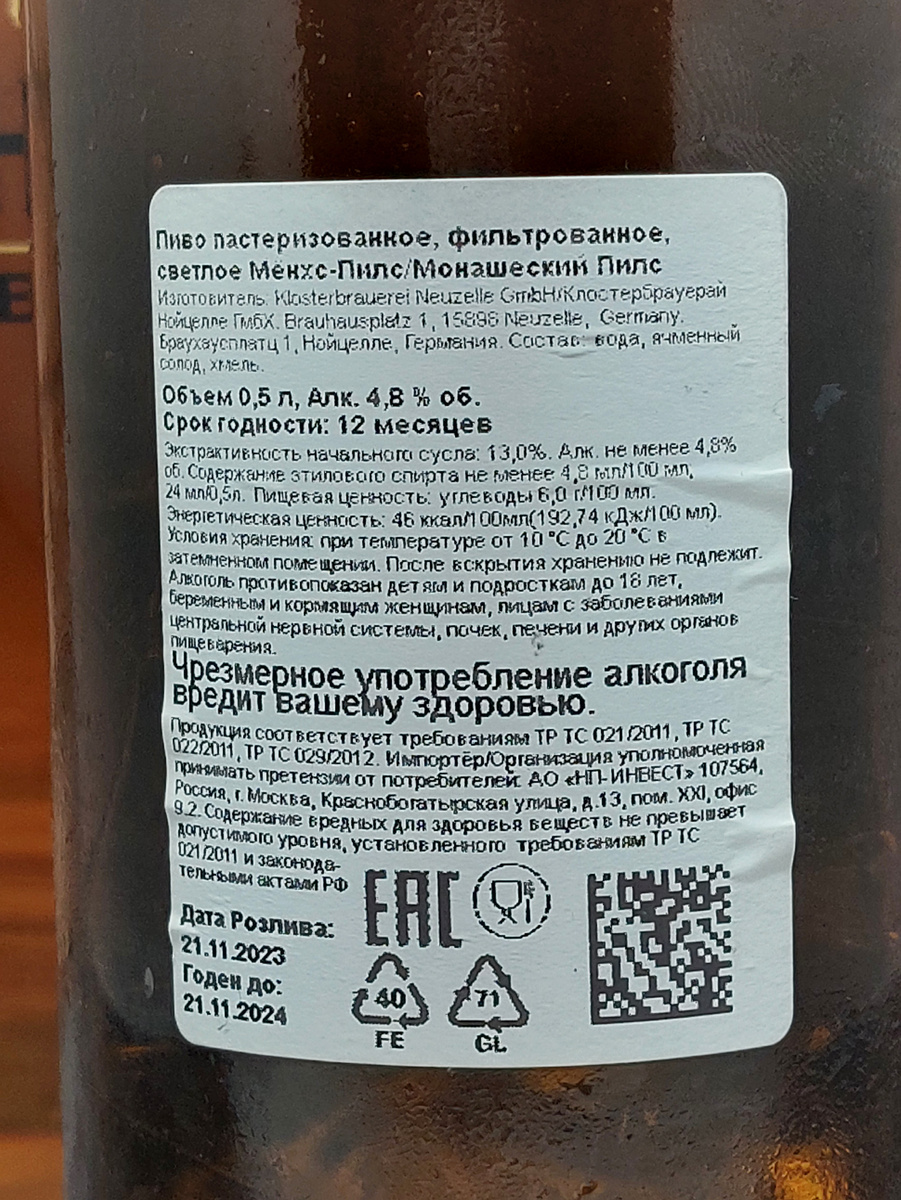 Пиво пастеризованное, фильтрованное,
светлое Менхс-Пилс/Монашеский Пилс
Изготовитель: Klosterbrauerei Neuzelle GmbH/Клостербрауерай
Нойцелле ГмбХ. Brauhausplatz 1, 15898 Neuzelle, Germany.
Браухаусплатц 1, Нойцелле, Германия. Состав: вода, ячменный
солод, хмель.
Объем 0,5 л, Алк. 4,8 % об.
Срок годности: 12 месяцев
Экстрактивность начального сусла: 13,0%. Алк. не менее 4,8%
об. Содержание этилового спирта не менее 4,8 мл/100 мл,
24 мл/0,5л. Пищевая ценность: углеводы 6,0 г/100 мл.
Энергетическая ценность: 46 ккал/100мл(192,74 кДж/100 мл).
Условия хранения: при температуре от 10 °С до 20 °С в
затемненном помещении. После вскрытия хранению не подлежит.
Алкоголь противопоказан детям и подросткам до 18 лет,
беременным и кормящим женщинам, лицам с заболеваниями
центральной нервной системы, почек, печени и других органов
пищеварения.
Чрезмерное употребление алкоголя
вредит вашему здоровью.
Продукция соответствует требованиям ТР ТС 021/2011, ТР ТС
022/2011, ТР ТС 029/2012. Импортёр/Организация уполномоченная
принимать претензии от потребителей: АО «НП-ИНВЕСТ» 107564,
Россия, г. Москва, Краснобогатырская улица, д.13, пом. XXI, офис
9.2. Содержание вредных для здоровья веществ не превышает
допустимого уровня, установленного требованиям ТР ТС
021/2011 и законода-
тельными актами РФ
EAC
Дата Розлива:
21.11.2023
Годен до:
21.11.2024
40
FE
71
GL